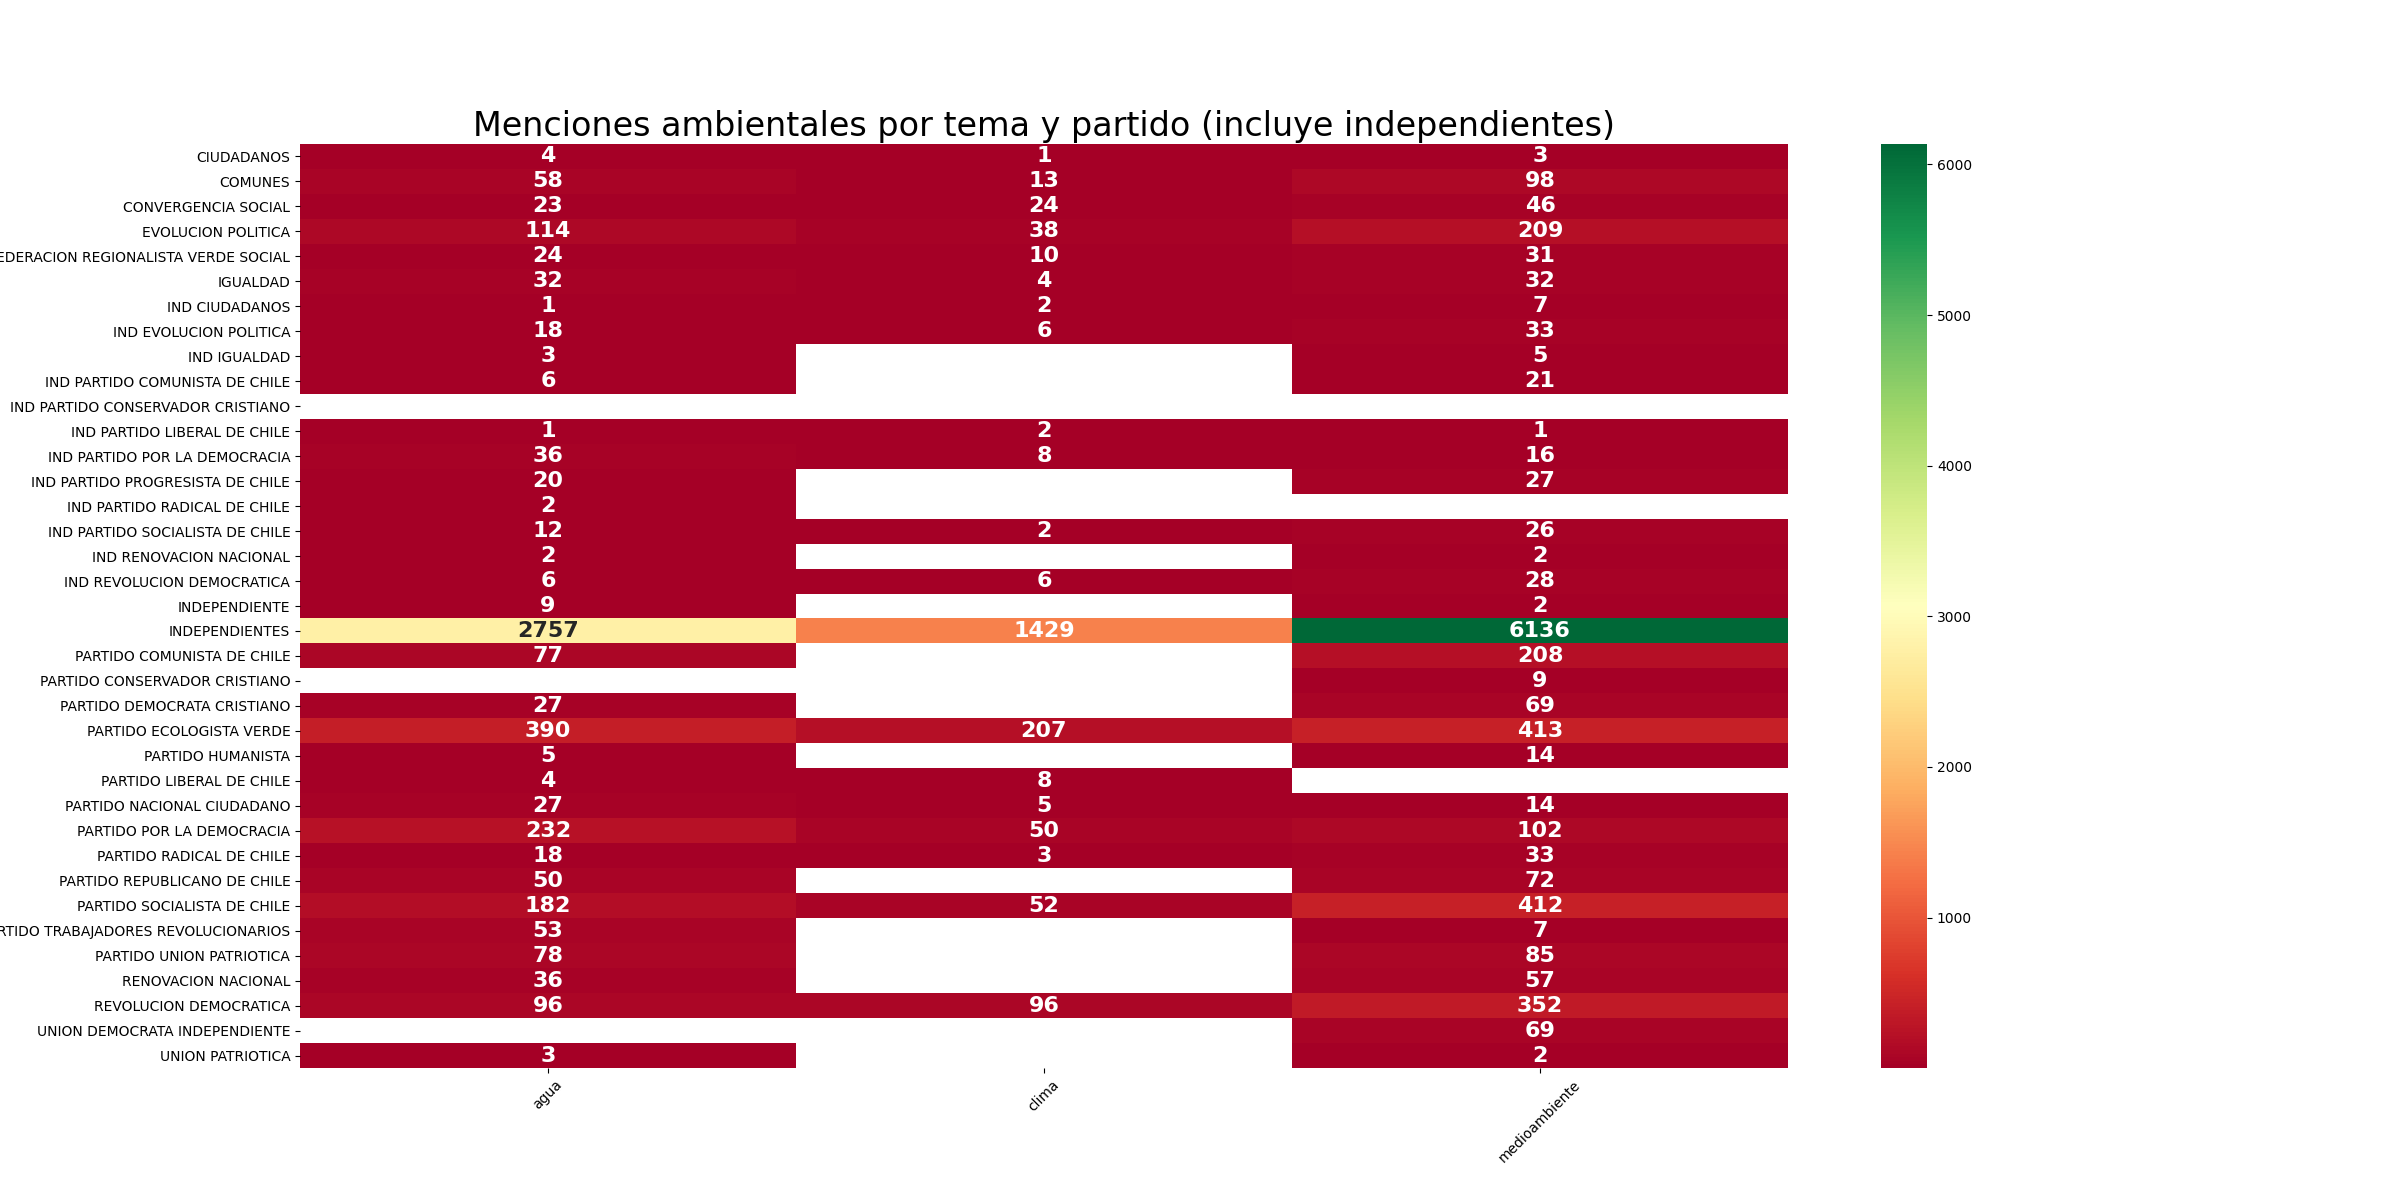 Menciones ambientales por tema y partido (incluye independientes)
CIUDADANOS 4 1 3
COMUNES 58 13 98
CONVERGENCIA SOCIAL 23 24 46
EVOLUCION POLITICA 114 38 209
EDERACION REGIONALISTA VERDE SOCIAL 24 10 31
IGUALDAD 32 4 32
IND CIUDADANOS 1 2 7
IND EVOLUCION POLITICA 18 6 33
IND IGUALDAD 3 5
IND PARTIDO COMUNISTA DE CHILE 6 21
IND PARTIDO CONSERVADOR CRISTIANO
IND PARTIDO LIBERAL DE CHILE 1 2 1
IND PARTIDO POR LA DEMOCRACIA 36 8 16
IND PARTIDO PROGRESISTA DE CHILE 20 27
IND PARTIDO RADICAL DE CHILE 2
IND PARTIDO SOCIALISTA DE CHILE 12 2 26
IND RENOVACION NACIONAL 2 2
IND REVOLUCION DEMOCRATICA 6 6 28
INDEPENDIENTE 9 2
INDEPENDIENTES 2757 1429 6136
PARTIDO COMUNISTA DE CHILE 77 208
PARTIDO CONSERVADOR CRISTIANO 9
PARTIDO DEMOCRATA CRISTIANO 27 69
PARTIDO ECOLOGISTA VERDE 390 207 413
PARTIDO HUMANISTA 5 14
PARTIDO LIBERAL DE CHILE 4 8
PARTIDO NACIONAL CIUDADANO 27 5 14
PARTIDO POR LA DEMOCRACIA 232 50 102
PARTIDO RADICAL DE CHILE 18 3 33
PARTIDO REPUBLICANO DE CHILE 50 72
PARTIDO SOCIALISTA DE CHILE 182 52 412
RTIDO TRABAJADORES REVOLUCIONARIOS 53 7
PARTIDO UNION PATRIOTICA 78 85
RENOVACION NACIONAL 36 57
REVOLUCION DEMOCRATICA 96 96 352
UNION DEMOCRATA INDEPENDIENTE 69
UNION PATRIOTICA 3 2
agua clima medioambiente
6000
5000
4000
3000
2000
1000